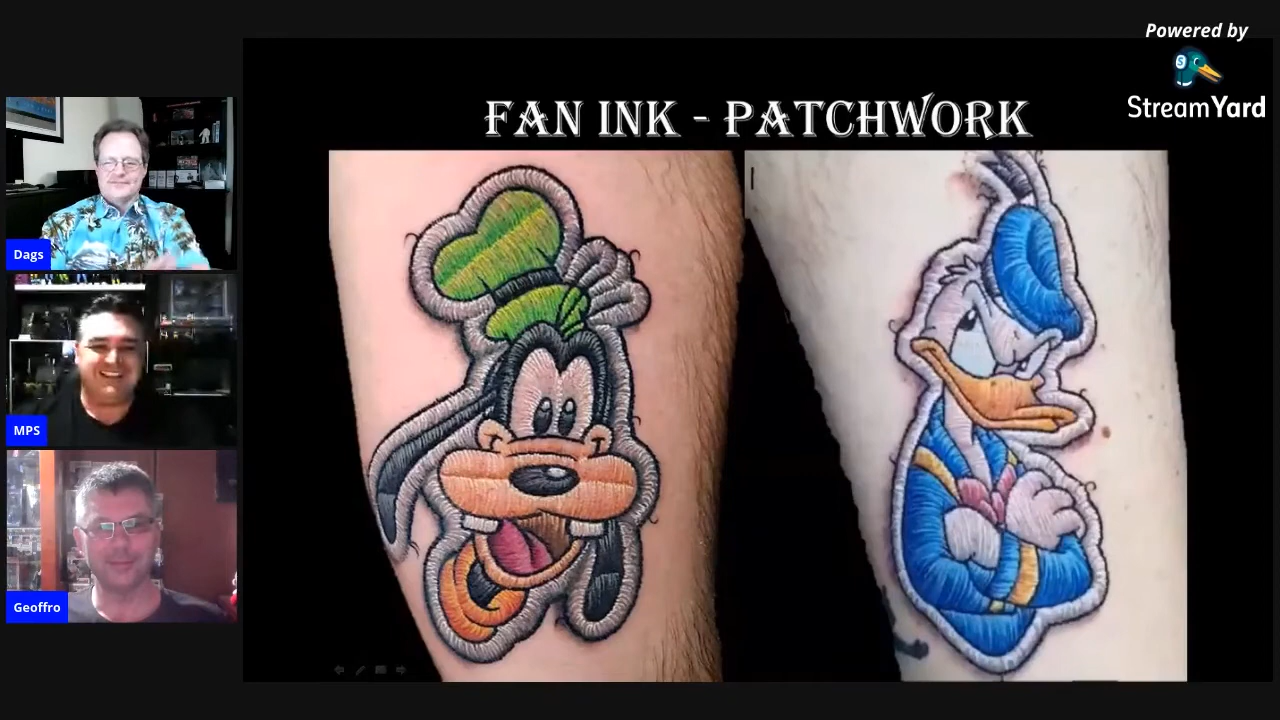 Powered by
StreamYard
FAN INK - PATCHWORK
Dags
MPS
Geoffro